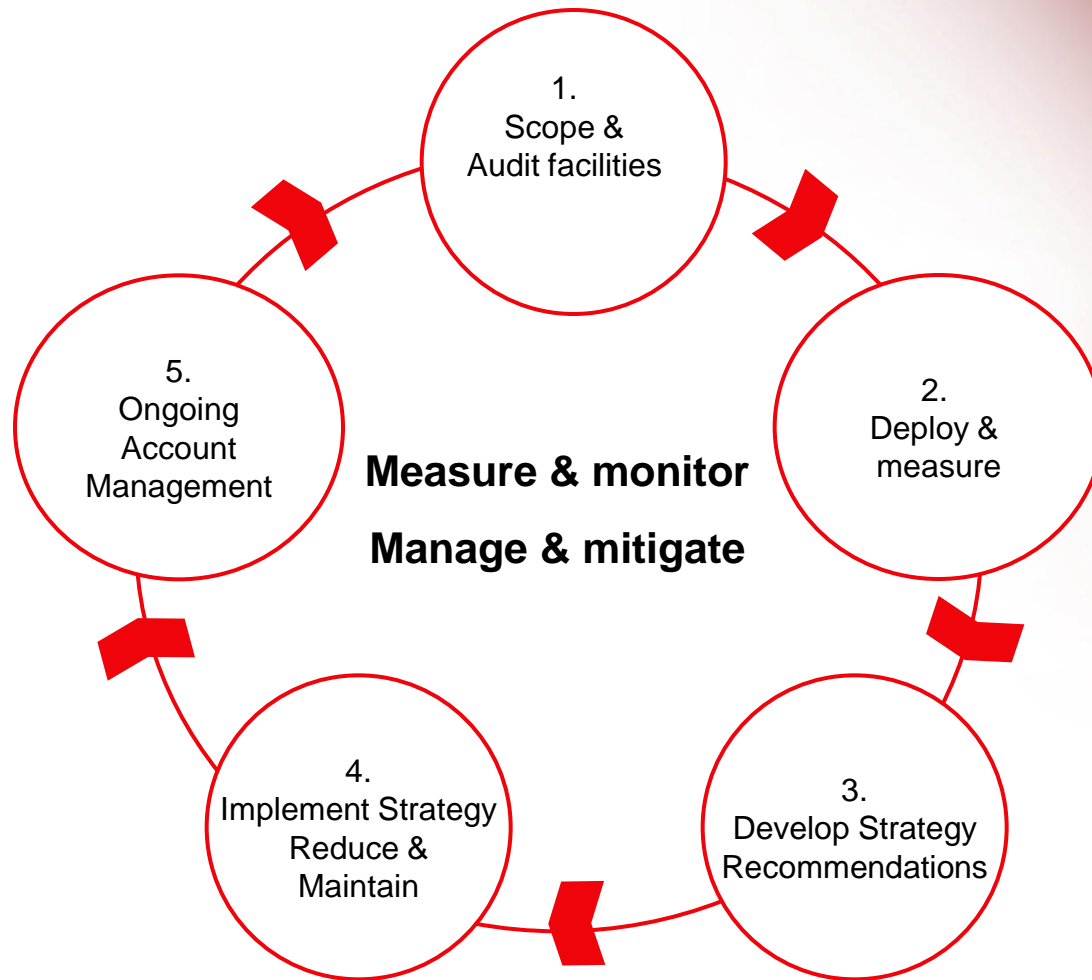 1.
Scope &
Audit facilities
2.
Deploy &
measure
3.
Develop Strategy
Recommendations
4.
Implement Strategy
Reduce &
Maintain
5.
Ongoing
Account
Management
Measure & monitor
Manage & mitigate